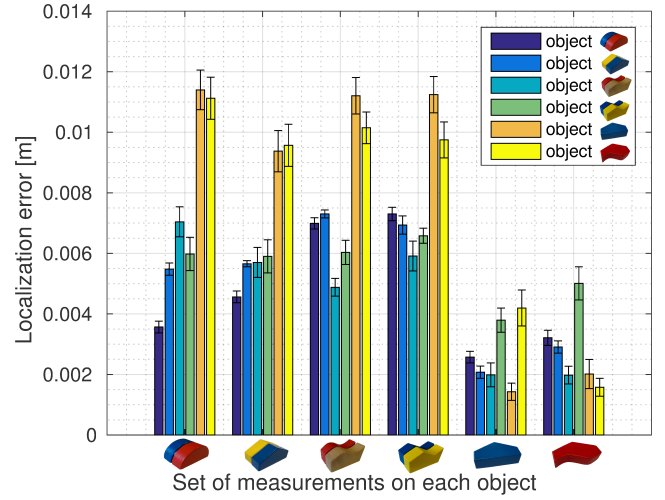 0.014
0.012
0.01
0.008
0.006
0.004
0.002
0
Localization error [m]
object
object
object
object
object
object
Set of measurements on each object